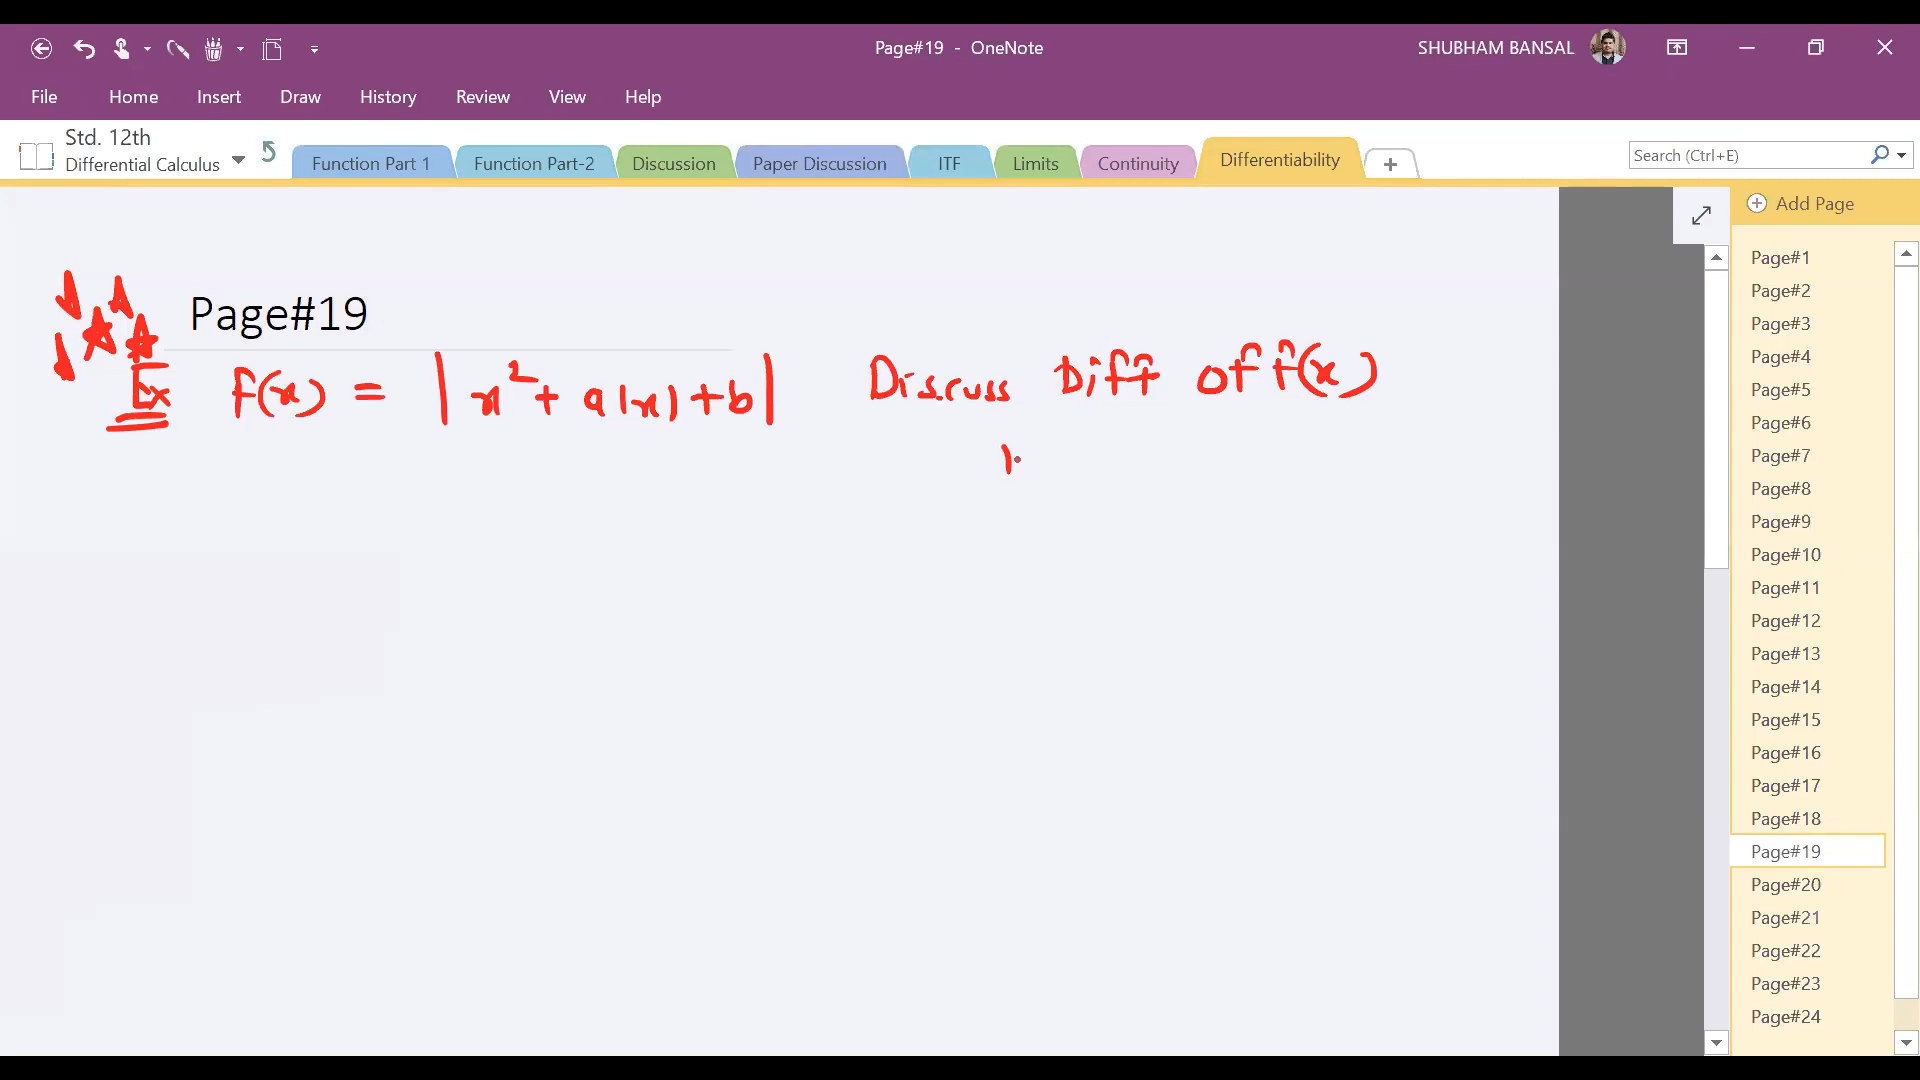 Page#19 - OneNote
SHUBHAM BANSAL
File Home Insert Draw History Review View Help
Std. 12th
Differential Calculus
Function Part 1
Function Part-2
Discussion
Paper Discussion
ITF
Limits
Continuity
Differentiability
Search (Ctrl+E)
Add Page
Page#19
Ex f(x) = |x²+ a|x|+b| Discuss Diff of f(x)
Page#1
Page#2
Page#3
Page#4
Page#5
Page#6
Page#7
Page#8
Page#9
Page#10
Page#11
Page#12
Page#13
Page#14
Page#15
Page#16
Page#17
Page#18
Page#19
Page#20
Page#21
Page#22
Page#23
Page#24